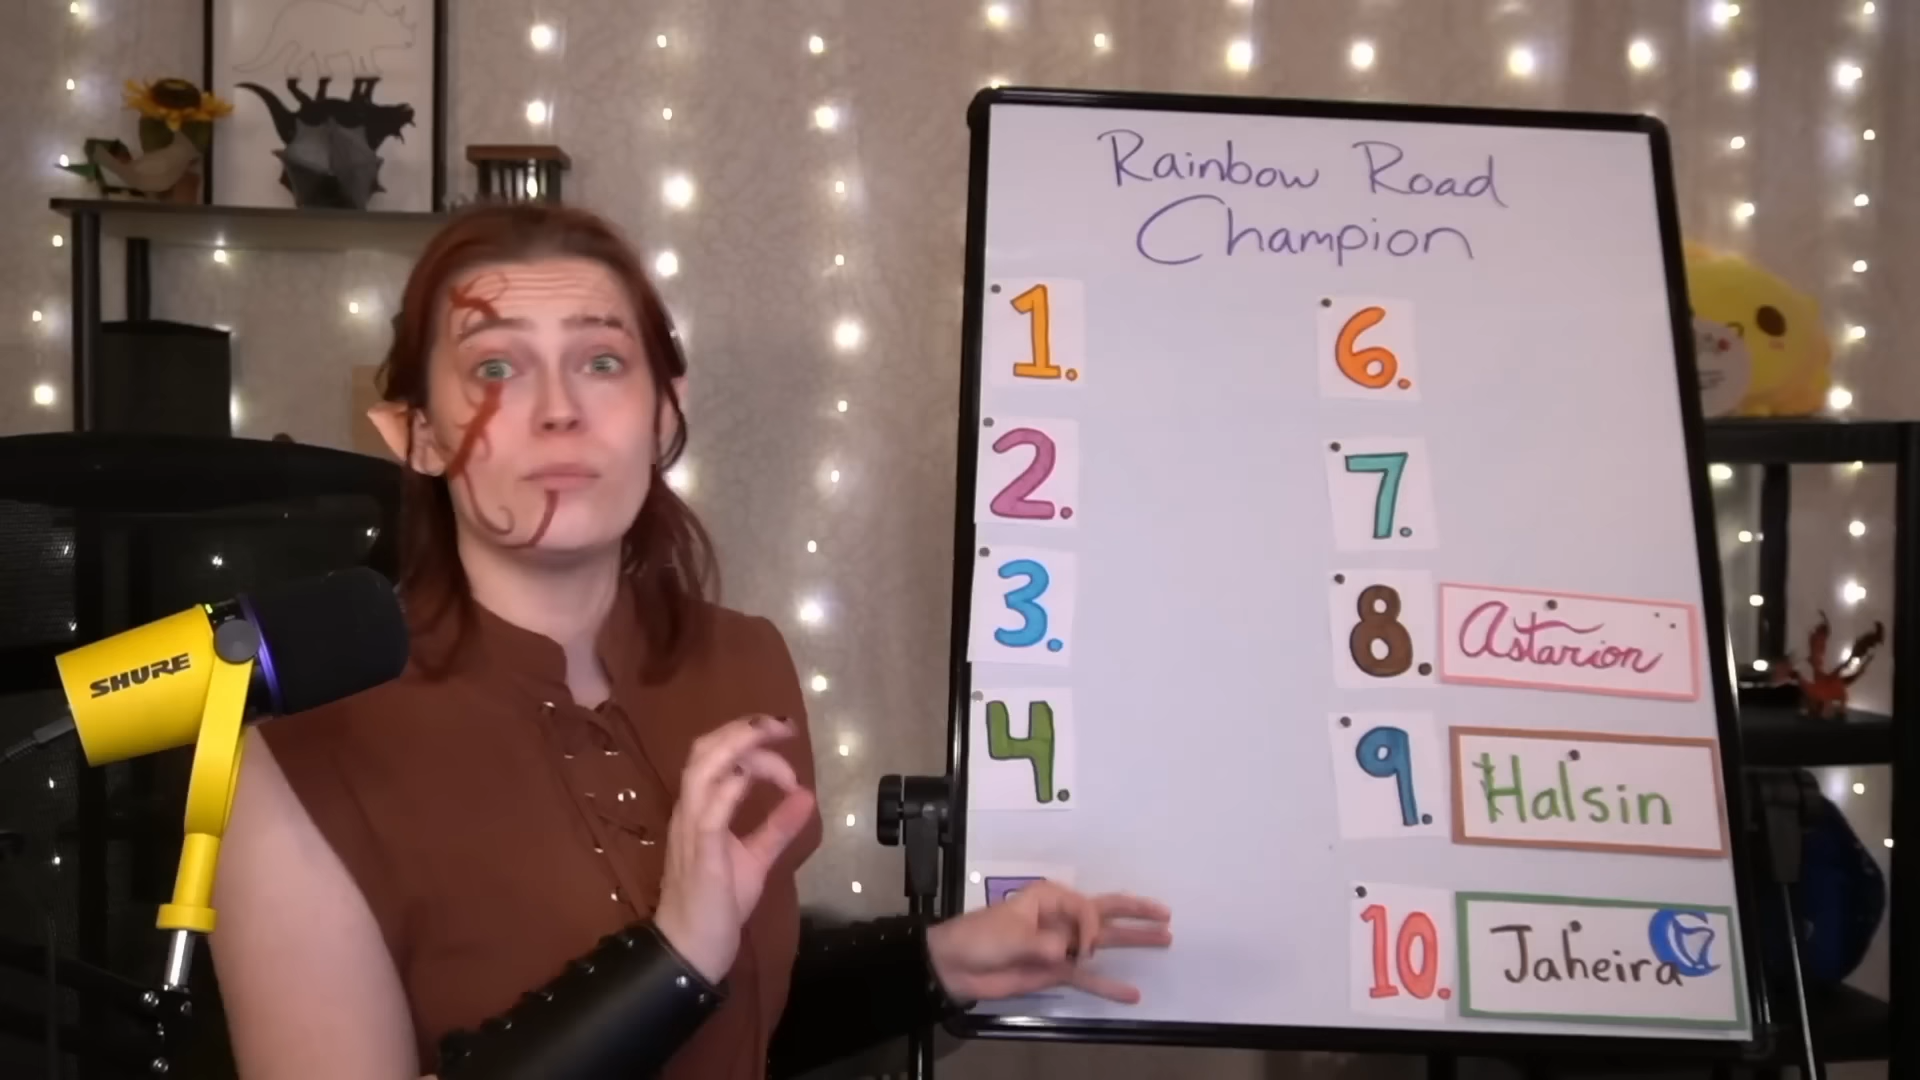 Rainbow Road
Champion
1.
2.
3.
4.
6.
7.
8. Astarion
9. Halsin
10. Jaheira
SHURE